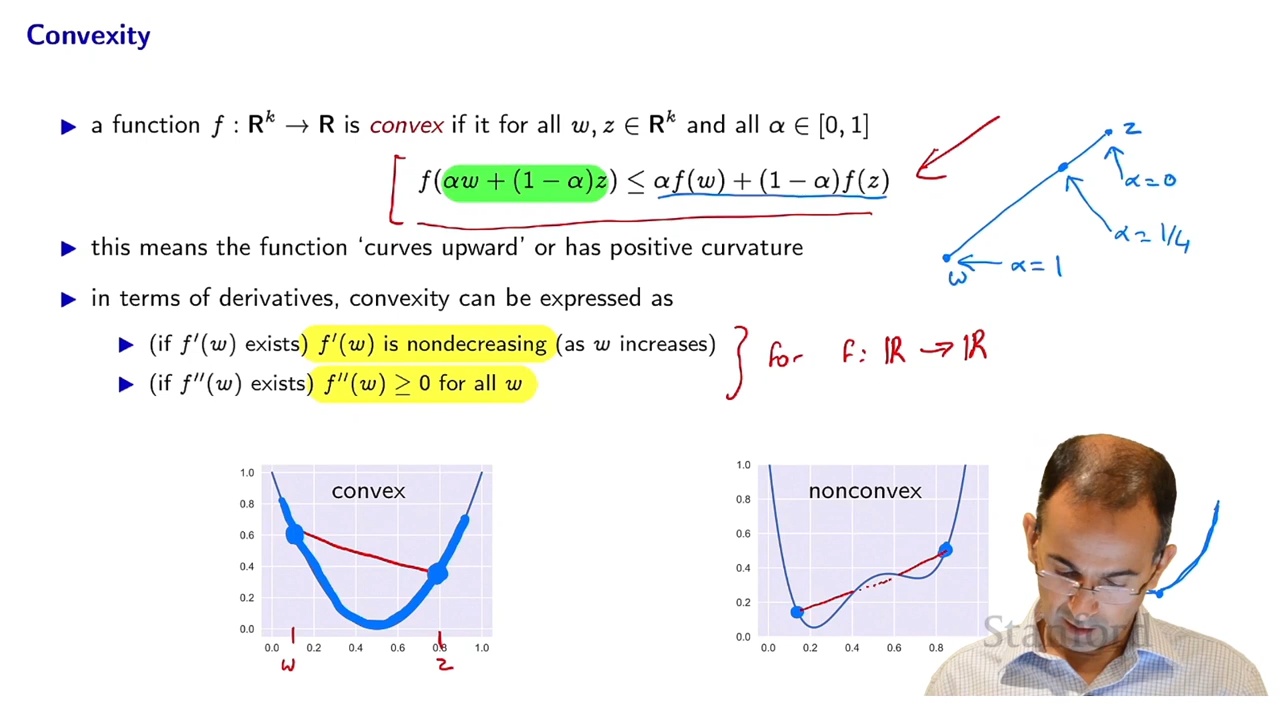 Convexity
▶ a function f : R^k → R is convex if it for all w, z ∈ R^k and all α ∈ [0, 1]
f(αw + (1 − α)z) ≤ αf(w) + (1 − α)f(z)
z
α=0
α=1/4
w
α=1
▶ this means the function ‘curves upward’ or has positive curvature
▶ in terms of derivatives, convexity can be expressed as
▶ (if f′(w) exists) f′(w) is nondecreasing (as w increases)
▶ (if f″(w) exists) f″(w) ≥ 0 for all w
for f: ℝ → ℝ
convex
1.0
0.8
0.6
0.4
0.2
0.0
0.0 0.2 0.4 0.6 0.8 1.0
w z
nonconvex
1.0
0.8
0.6
0.4
0.2
0.0
0.0 0.2 0.4 0.6 0.8
Stanford